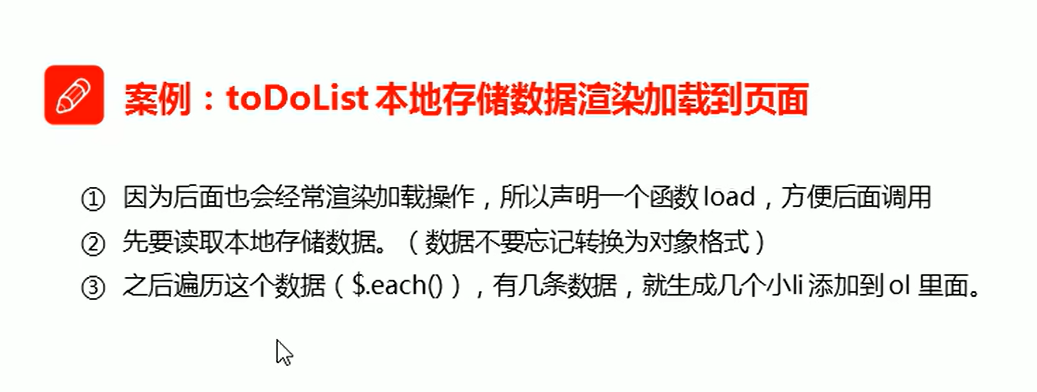 案例：toDoList 本地存储数据渲染加载到页面
① 因为后面也会经常渲染加载操作，所以声明一个函数 load，方便后面调用
② 先要读取本地存储数据。（数据不要忘记转换为对象格式）
③ 之后遍历这个数据（$.each()），有几条数据，就生成几个小li 添加到 ol 里面。